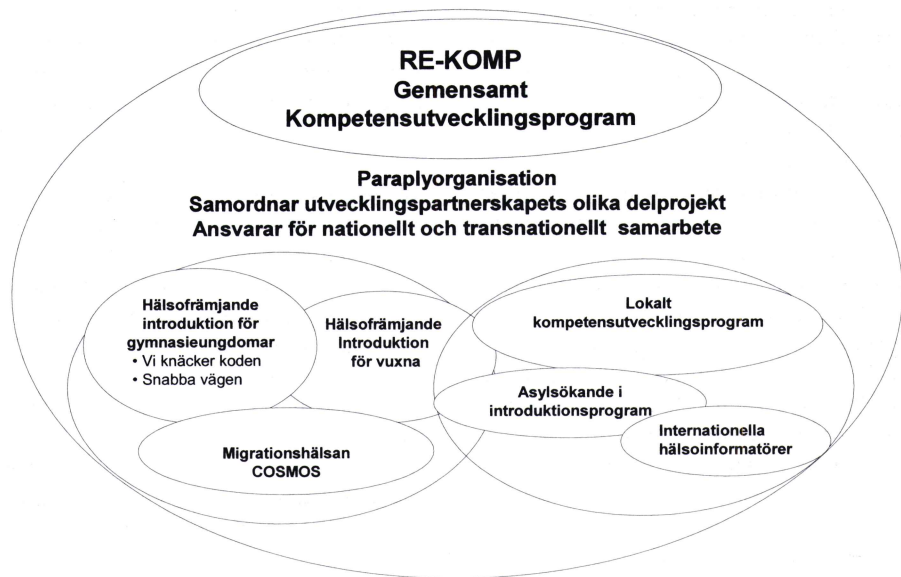 RE-KOMP
Gemensamt
Kompetensutvecklingsprogram
Paraplyorganisation
Samordnar utvecklingspartnerskapets olika delprojekt
Ansvarar för nationellt och transnationellt samarbete
Hälsofrämjande
introduktion för
gymnasieungdomar
• Vi knäcker koden
• Snabba vägen
Hälsofrämjande
Introduktion
för vuxna
Migrationshälsan
COSMOS
Lokalt
kompetensutvecklingsprogram
Asylsökande i
introduktionsprogram
Internationella
hälsoinformatörer